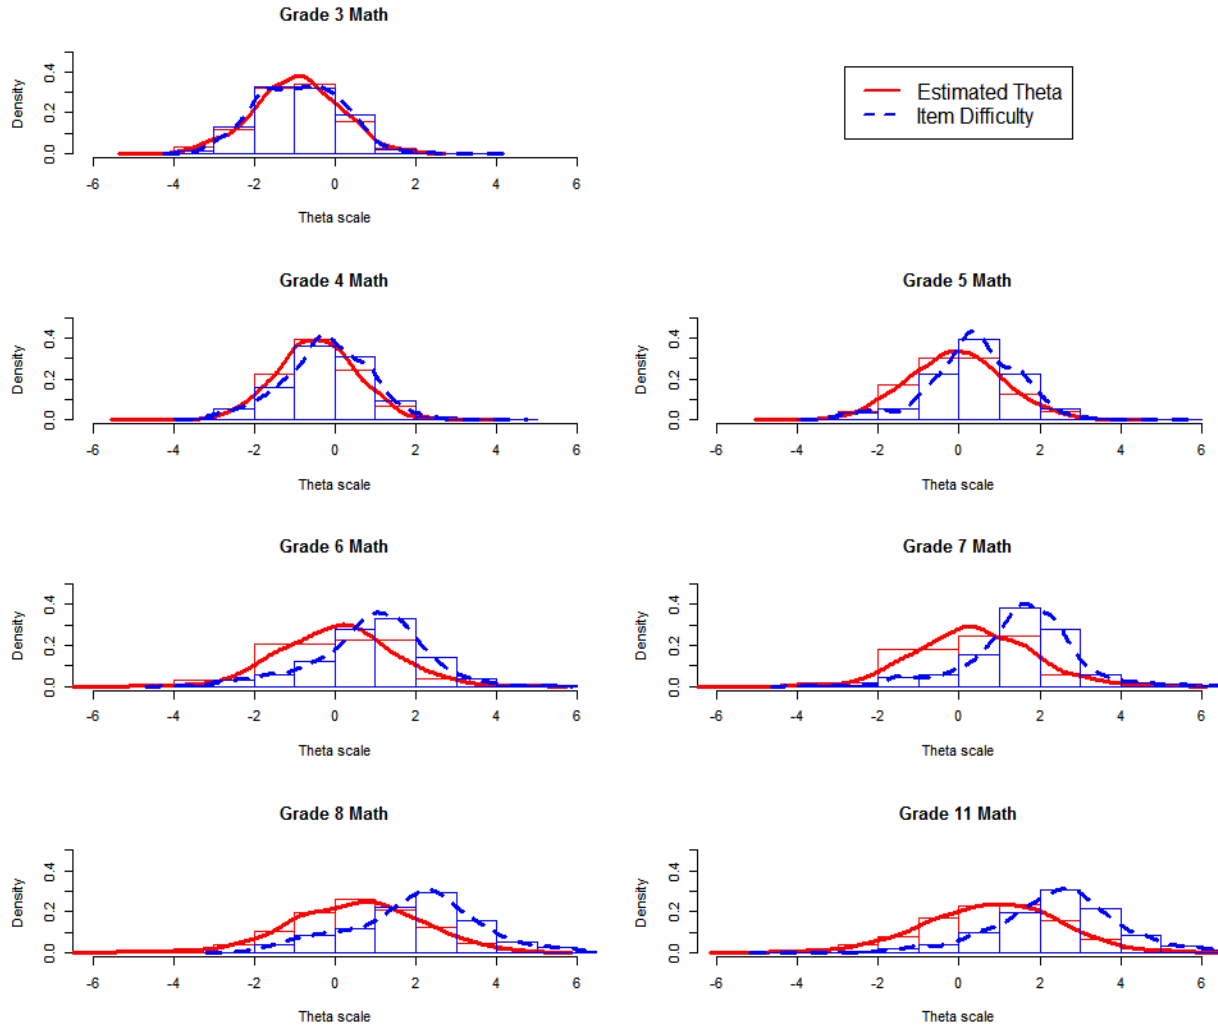 Grade 3 Math
Density
0.0 0.2 0.4
-6 -4 -2 0 2 4 6
Theta scale
Estimated Theta
Item Difficulty
Grade 4 Math
Density
0.0 0.2 0.4
-6 -4 -2 0 2 4 6
Theta scale
Grade 5 Math
Density
0.0 0.2 0.4
-6 -4 -2 0 2 4 6
Theta scale
Grade 6 Math
Density
0.0 0.2 0.4
-6 -4 -2 0 2 4 6
Theta scale
Grade 7 Math
Density
0.0 0.2 0.4
-6 -4 -2 0 2 4 6
Theta scale
Grade 8 Math
Density
0.0 0.2 0.4
-6 -4 -2 0 2 4 6
Theta scale
Grade 11 Math
Density
0.0 0.2 0.4
-6 -4 -2 0 2 4 6
Theta scale